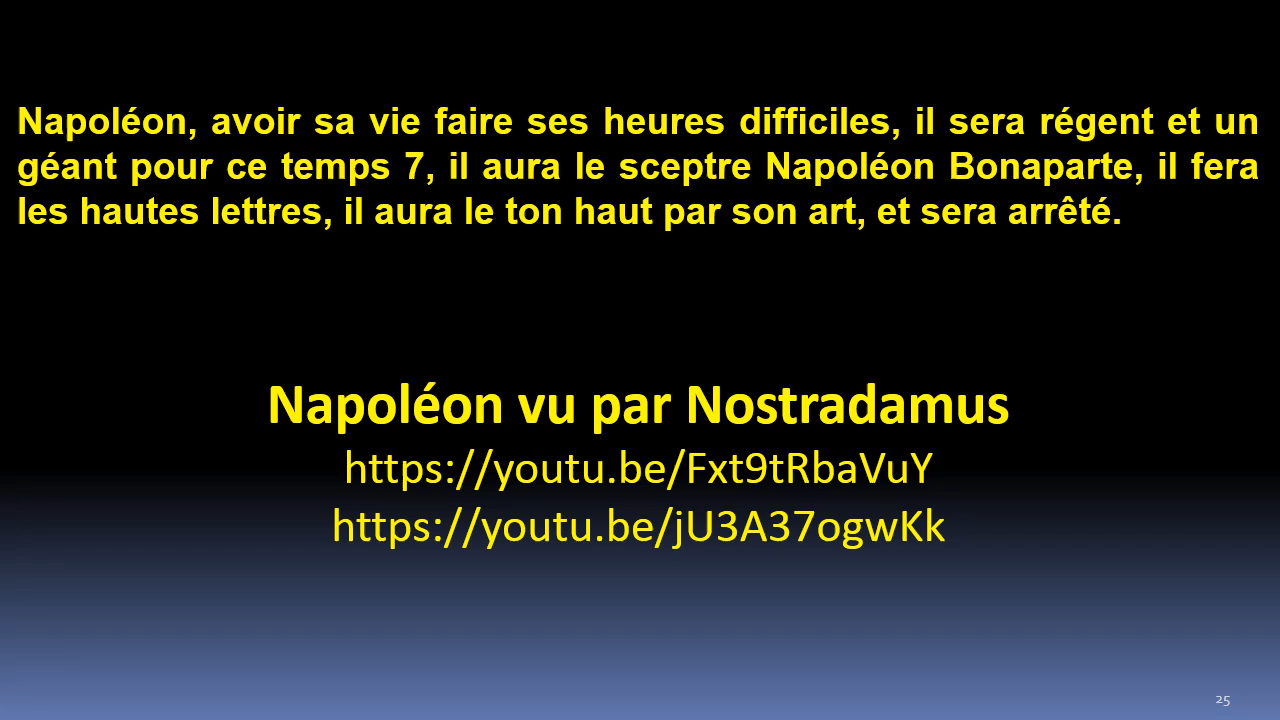 Napoléon, avoir sa vie faire ses heures difficiles, il sera régent et un
géant pour ce temps 7, il aura le sceptre Napoléon Bonaparte, il fera
les hautes lettres, il aura le ton haut par son art, et sera arrêté.
Napoléon vu par Nostradamus
https://youtu.be/Fxt9tRbaVuY
https://youtu.be/jU3A37ogwKk
25